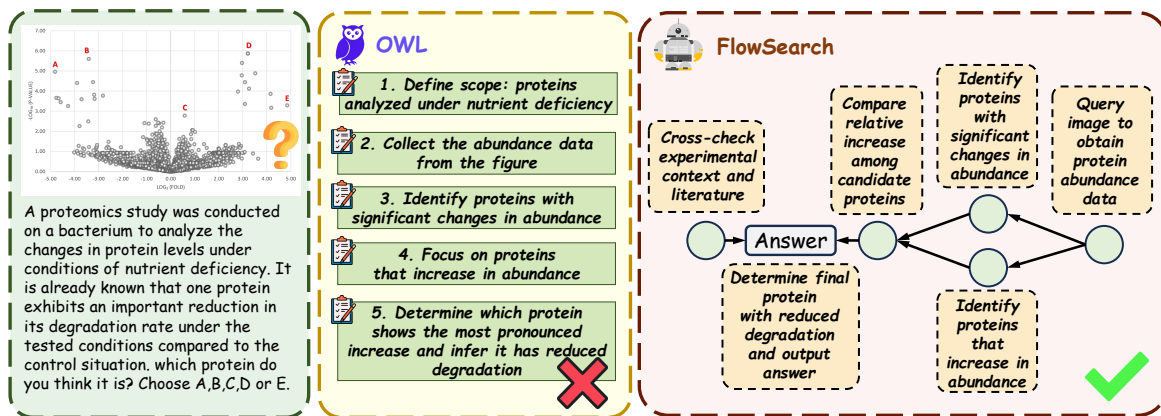 7.00
6.00
5.00
4.00
3.00
2.00
1.00
0.00
-LOG₁₀ (P-VALUE)
A
B
C
D
E
-5.00 -4.00 -3.00 -2.00 -1.00 0.00 1.00 2.00 3.00 4.00 5.00
LOG₂ (FOLD)
?
A proteomics study was conducted
on a bacterium to analyze the
changes in protein levels under
conditions of nutrient deficiency. It
is already known that one protein
exhibits an important reduction in
its degradation rate under the
tested conditions compared to the
control situation. which protein do
you think it is? Choose A,B,C,D or E.
OWL
1. Define scope: proteins
analyzed under nutrient deficiency
2. Collect the abundance data
from the figure
3. Identify proteins with
significant changes in abundance
4. Focus on proteins
that increase in abundance
5. Determine which protein
shows the most pronounced
increase and infer it has reduced
degradation
FlowSearch
Cross-check
experimental
context and
literature
Compare
relative
increase
among
candidate
proteins
Identify
proteins
with
significant
changes in
abundance
Query
image to
obtain
protein
abundance
data
Answer
Determine final
protein
with reduced
degradation
and output
answer
Identify
proteins
that
increase in
abundance